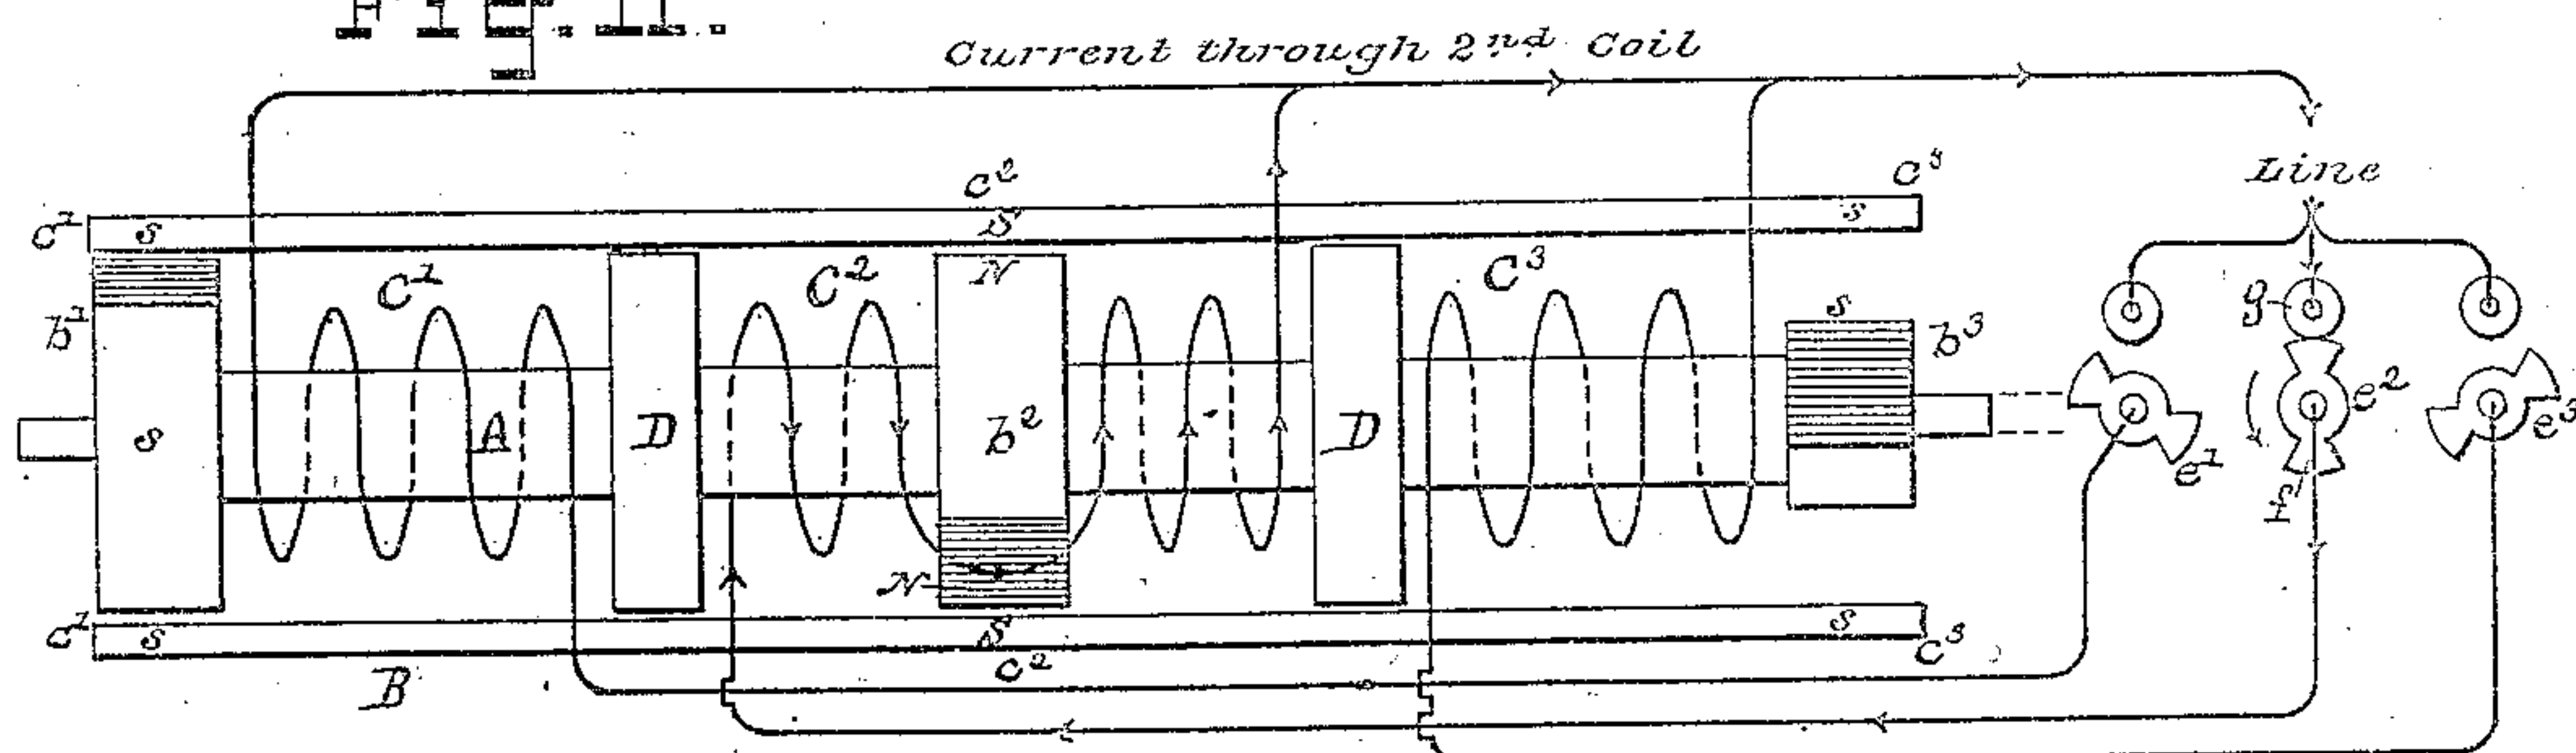 Current through 2nd Coil
Line
c² c³
c¹ s s s
C¹ C² N C³ s
b¹ g b³
s A D b² D e² e³
e¹
f
N
c¹ s S s c³
c²
B